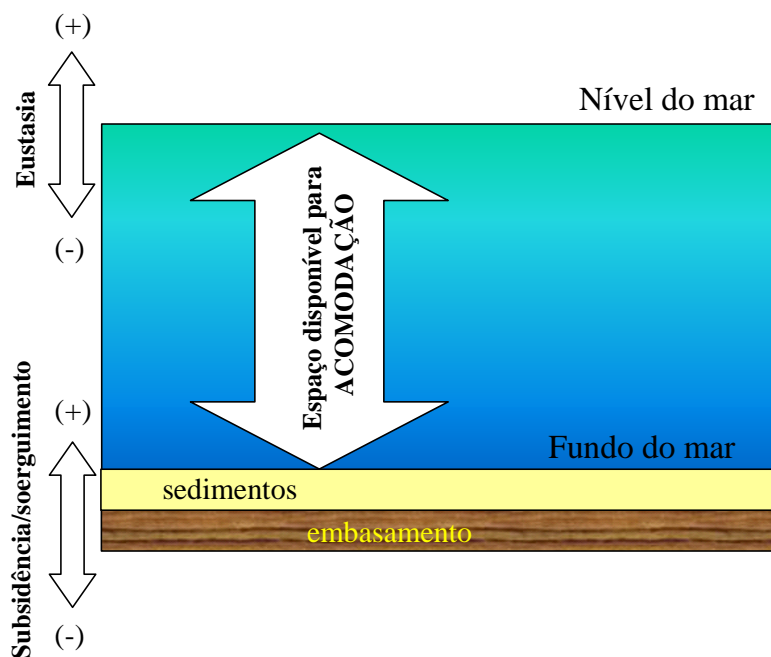 (+)
Eustasia
(-)
Nível do mar
Espaço disponível para
ACOMODAÇÃO
Subsidência/soerguimento
(+)
(-)
Fundo do mar
sedimentos
embasamento